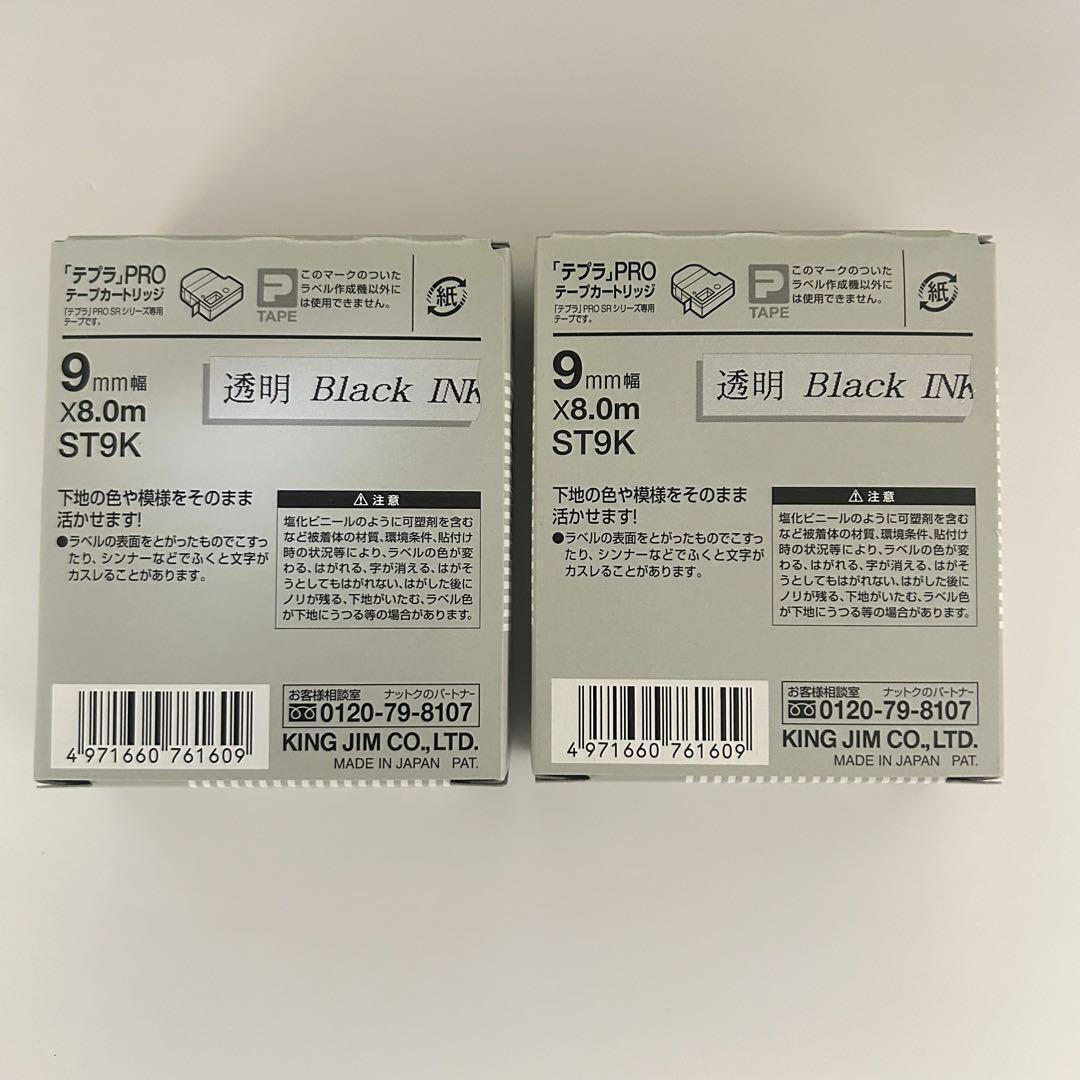 「テプラ」PRO
テープカートリッジ
「テプラ」PRO SRシリーズ専用
テープです。
P
TAPE
このマークのついた
ラベル作成機以外に
は使用できません。
紙
9mm幅
X8.0m
ST9K
透明 Black INK
下地の色や模様をそのまま
活かせます!
●ラベルの表面をとがったものでこすっ
たり、シンナーなどでふくと文字が
カスレることがあります。
⚠注意
塩化ビニールのように可塑剤を含む
など被着体の材質、環境条件、貼付け
時の状況等により、ラベルの色が変
わる、はがれる、字が消える、はがそ
うとしてもはがれない、はがした後に
ノリが残る、下地がいたむ、ラベル色
が下地にうつる等の場合があります。
4 971660 761609
お客様相談室 ナットクのパートナー
0120-79-8107
KING JIM CO.,LTD.
MADE IN JAPAN PAT.
「テプラ」PRO
テープカートリッジ
「テプラ」PRO SRシリーズ専用
テープです。
P
TAPE
このマークのついた
ラベル作成機以外に
は使用できません。
紙
9mm幅
X8.0m
ST9K
透明 Black INK
下地の色や模様をそのまま
活かせます!
●ラベルの表面をとがったものでこすっ
たり、シンナーなどでふくと文字が
カスレることがあります。
⚠注意
塩化ビニールのように可塑剤を含む
など被着体の材質、環境条件、貼付け
時の状況等により、ラベルの色が変
わる、はがれる、字が消える、はがそ
うとしてもはがれない、はがした後に
ノリが残る、下地がいたむ、ラベル色
が下地にうつる等の場合があります。
4 971660 761609
お客様相談室 ナットクのパートナー
0120-79-8107
KING JIM CO.,LTD.
MADE IN JAPAN PAT.